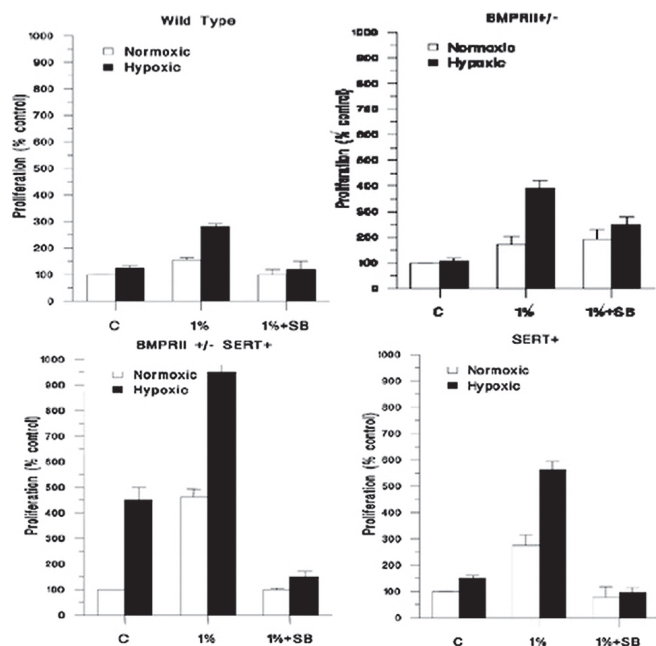 Wild Type
1000
900
800
700
600
500
400
300
200
100
0
Proliferation (% control)
Normoxic
Hypoxic
C 1% 1%+SB
BMPRII+/-
1000
900
800
700
600
500
400
300
200
100
0
Proliferation (% control)
Normoxic
Hypoxic
C 1% 1%+SB
BMPRII +/- SERT+
1000
900
800
700
600
500
400
300
200
100
0
Proliferation (% control)
Normoxic
Hypoxic
C 1% 1%+SB
SERT+
1000
900
800
700
600
500
400
300
200
100
0
Proliferation (% control)
Normoxic
Hypoxic
C 1% 1%+SB